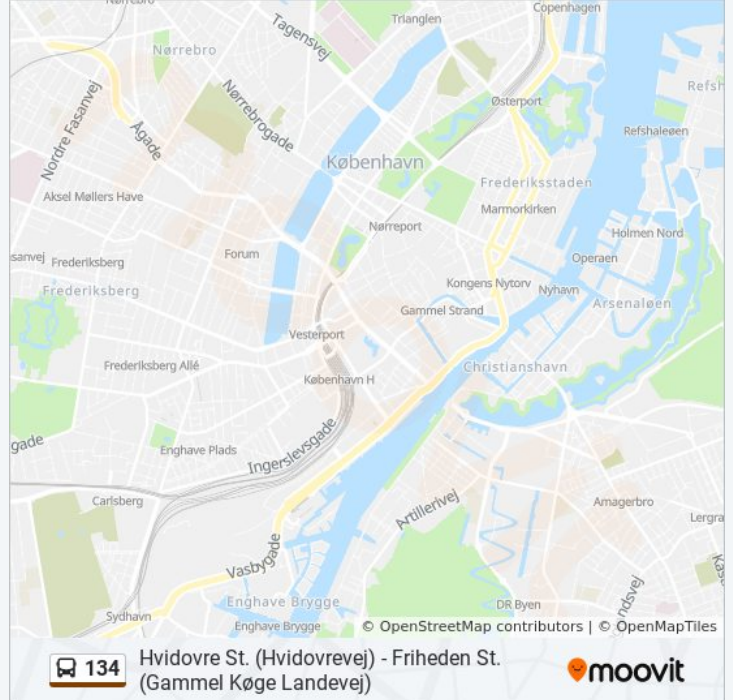 Nørrebro
Trianglen
Copenhagen
Tagensvej
Nørrebro
Nordre Fasanvej
Nørrebrogade
Ågade
Østerport
Refsh
Refshaleøen
København
Frederiksstaden
Aksel Møllers Have
Marmorkirken
Nørreport
Holmen Nord
sanvej
Frederiksberg
Forum
Operaen
Frederiksberg
Kongens Nytorv
Nyhavn
Arsenaløen
Gammel Strand
Vesterport
Frederiksberg Allé
København H
Christianshavn
gade
Enghave Plads
Ingerslevsgade
Carlsberg
Artillerivej
Amagerbro
Lergra
Vasbygade
Kas
ndsvej
Enghave Brygge
DR Byen
Sydhavn
Enghave Brygge
© OpenStreetMap contributors | © OpenMapTiles
134
Hvidovre St. (Hvidovrevej) - Friheden St.
(Gammel Køge Landevej)
moovit